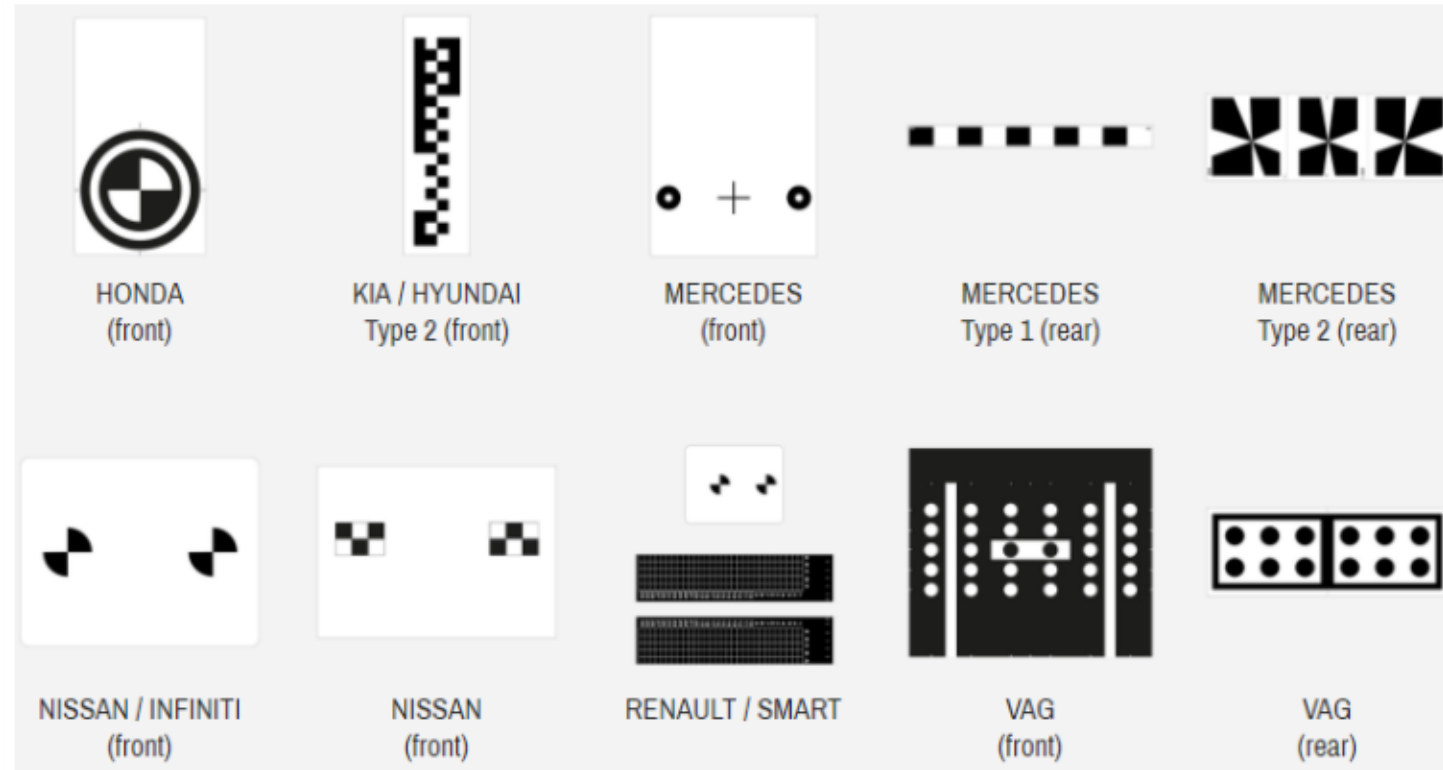 HONDA
(front)
KIA / HYUNDAI
Type 2 (front)
MERCEDES
(front)
MERCEDES
Type 1 (rear)
MERCEDES
Type 2 (rear)
NISSAN / INFINITI
(front)
NISSAN
(front)
RENAULT / SMART
VAG
(front)
VAG
(rear)